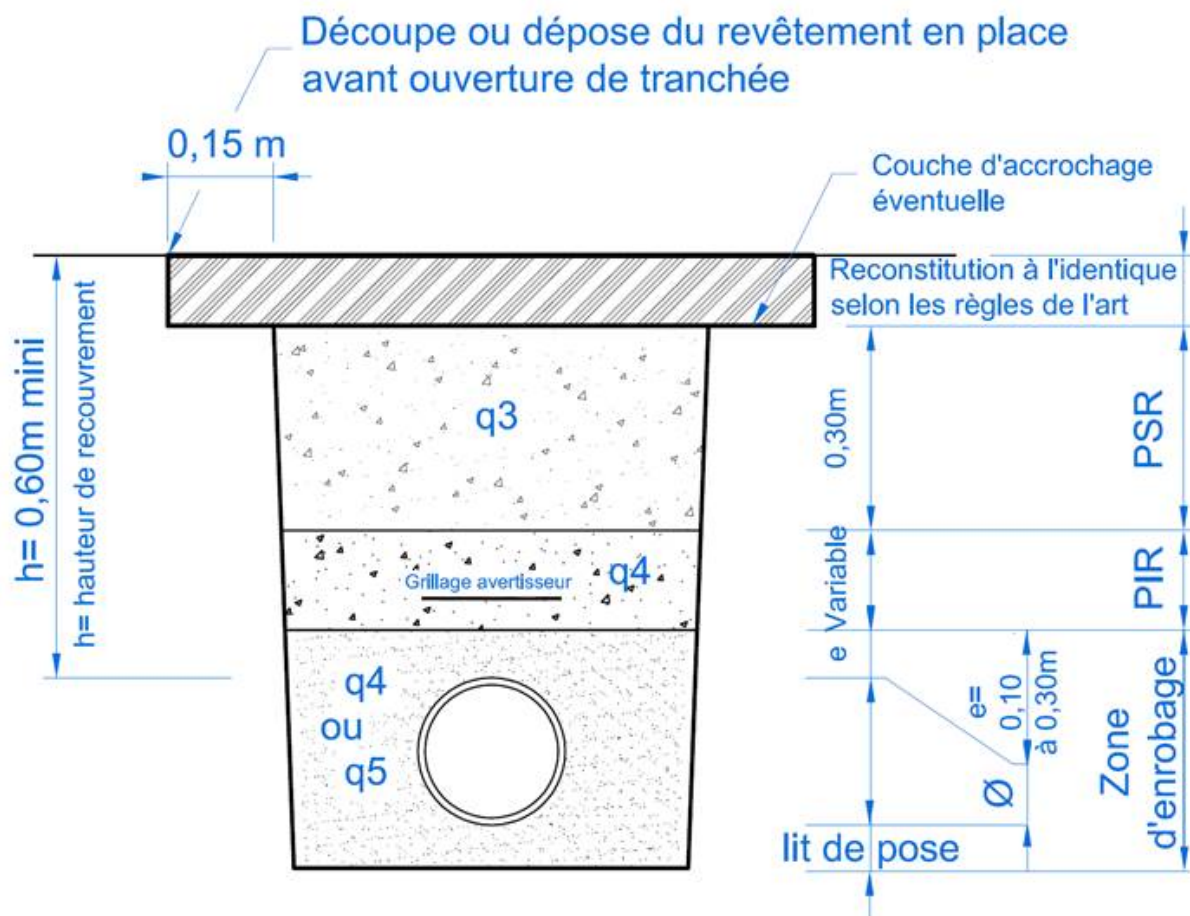 Découpe ou dépose du revêtement en place
avant ouverture de tranchée
0,15 m
Couche d'accrochage
éventuelle
Reconstitution à l'identique
selon les règles de l'art
h= 0,60m mini
h= hauteur de recouvrement
q3
0,30m
PSR
Grillage avertisseur
q4
Variable
PIR
e
q4
ou
q5
e=
0,10
à 0,30m
Ø
Zone
d'enrobage
lit de pose